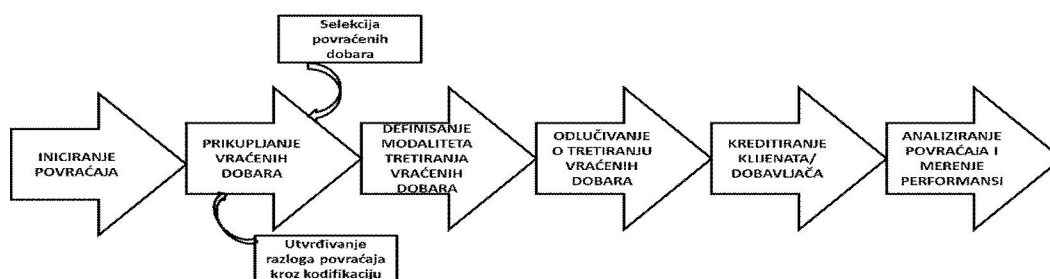 Selekcija
povraćenih
dobara
INICIRANJE
POVRAĆAJA
PRIKUPLJANJE
VRAĆENIH
DOBARA
DEFINISANJE
MODALITETA
TRETIRANJA
VRAĆENIH
DOBARA
ODLUČIVANJE
O TRETIRANJU
VRAĆENIH
DOBARA
KREDITIRANJE
KLIJENATA/
DOBAVLJAČA
ANALIZIRANJE
POVRAĆAJA I
MERENJE
PERFORMANSI
Utvrđivanje
razloga povraćaja
kroz kodifikaciju